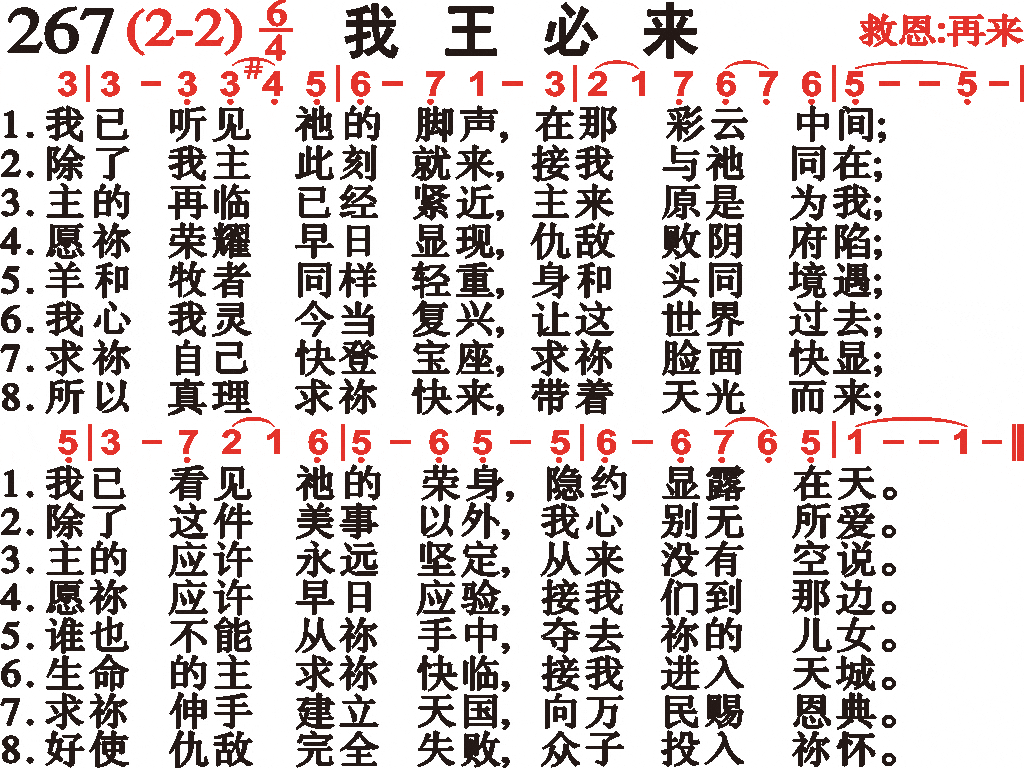 267 (2-2) 6/4 我王必来 救恩:再来
3|3 - 3 3 #4 5|6 - 7 1 - 3|2 1 7 6 7 6|5 - - 5 -|
1.我已 听见 祂的 脚声,在那 彩云 中间;
2.除了 我主 此刻 就来,接我 与祂 同在;
3.主的 再临 已经 紧近,主来 原是 为我;
4.愿祢 荣耀 早日 显现,仇敌 败阴 府陷;
5.羊和 牧者 同样 轻重,身和 头同 境遇;
6.我心 我灵 今当 复兴,让这 世界 过去;
7.求祢 自己 快登 宝座,求祢 脸面 快显;
8.所以 真理 求祢 快来,带着 天光 而来;
5|3 - 7 2 1 6|5 - 6 5 - 5|6 - 6 7 6 5|1 - - 1 -‖
1.我已 看见 祂的 荣身,隐约 显露 在天。
2.除了 这件 美事 以外,我心 别无 所爱。
3.主的 应许 永远 坚定,从来 没有 空说。
4.愿祢 应许 早日 应验,接我 们到 那边。
5.谁也 不能 从祢 手中,夺去 祢的 儿女。
6.生命 的主 求祢 快临,接我 进入 天城。
7.求祢 伸手 建立 天国,向万 民赐 恩典。
8.好使 仇敌 完全 失败,众子 投入 祢怀。